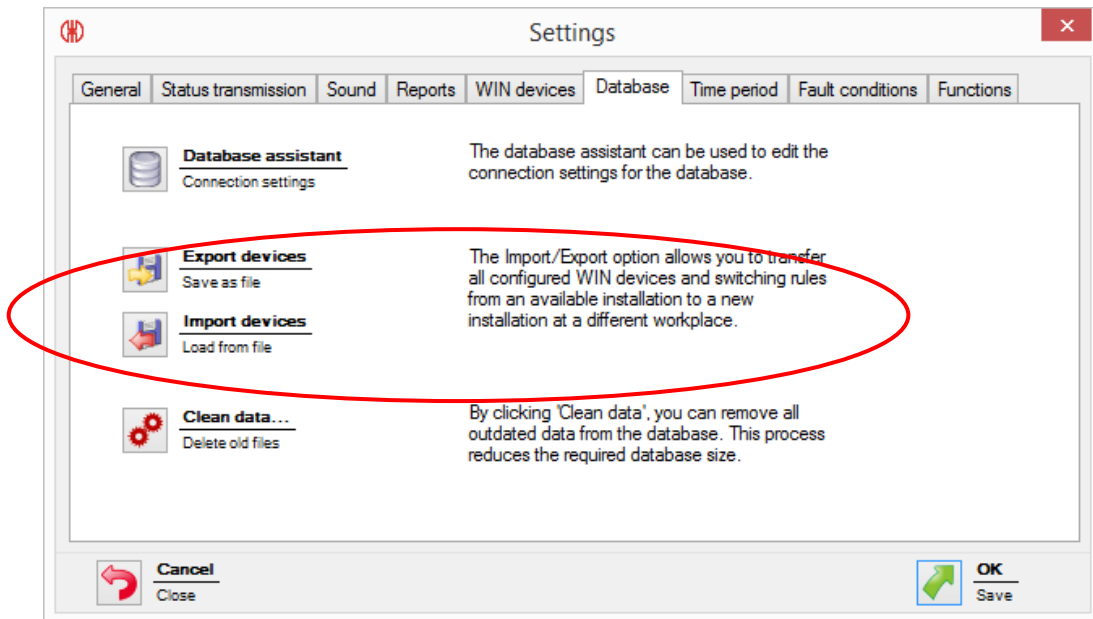 Settings
General Status transmission Sound Reports WIN devices Database Time period Fault conditions Functions
Database assistant
Connection settings
The database assistant can be used to edit the
connection settings for the database.
Export devices
Save as file
Import devices
Load from file
The Import/Export option allows you to transfer
all configured WIN devices and switching rules
from an available installation to a new
installation at a different workplace.
Clean data...
Delete old files
By clicking 'Clean data', you can remove all
outdated data from the database. This process
reduces the required database size.
Cancel
Close
OK
Save